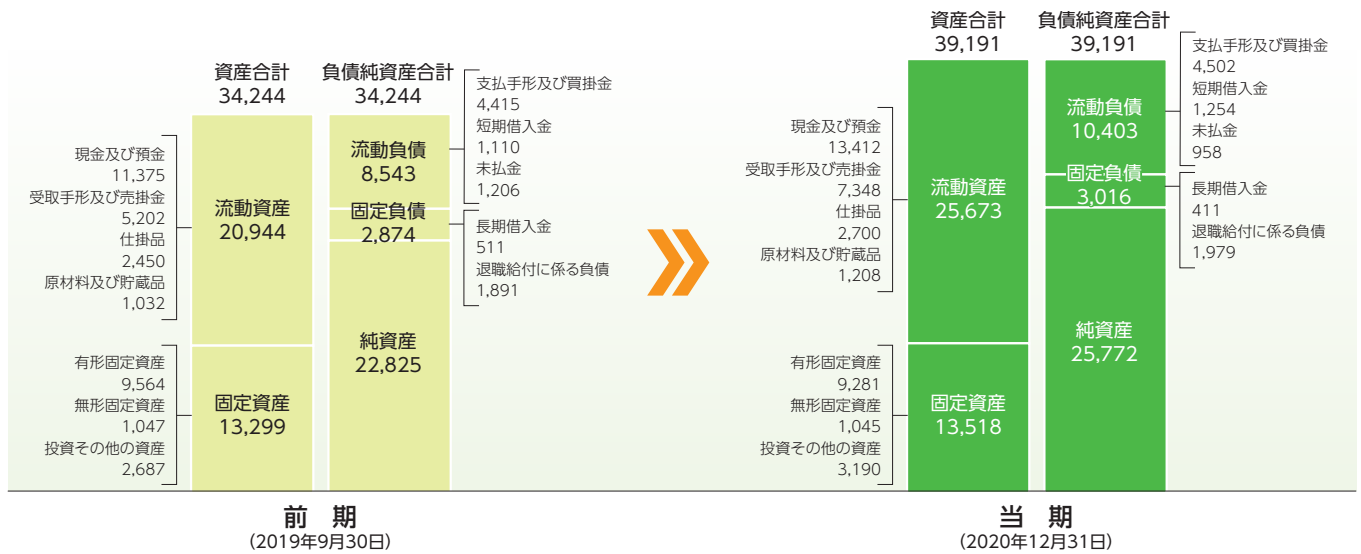 資産合計
34,244
負債純資産合計
34,244
現金及び預金
11,375
受取手形及び売掛金
5,202
仕掛品
2,450
原材料及び貯蔵品
1,032
有形固定資産
9,564
無形固定資産
1,047
投資その他の資産
2,687
流動資産
20,944
固定資産
13,299
流動負債
8,543
固定負債
2,874
純資産
22,825
支払手形及び買掛金
4,415
短期借入金
1,110
未払金
1,206
長期借入金
511
退職給付に係る負債
1,891
前 期
(2019年9月30日)
資産合計
39,191
負債純資産合計
39,191
現金及び預金
13,412
受取手形及び売掛金
7,348
仕掛品
2,700
原材料及び貯蔵品
1,208
有形固定資産
9,281
無形固定資産
1,045
投資その他の資産
3,190
流動資産
25,673
固定資産
13,518
流動負債
10,403
固定負債
3,016
純資産
25,772
支払手形及び買掛金
4,502
短期借入金
1,254
未払金
958
長期借入金
411
退職給付に係る負債
1,979
当 期
(2020年12月31日)